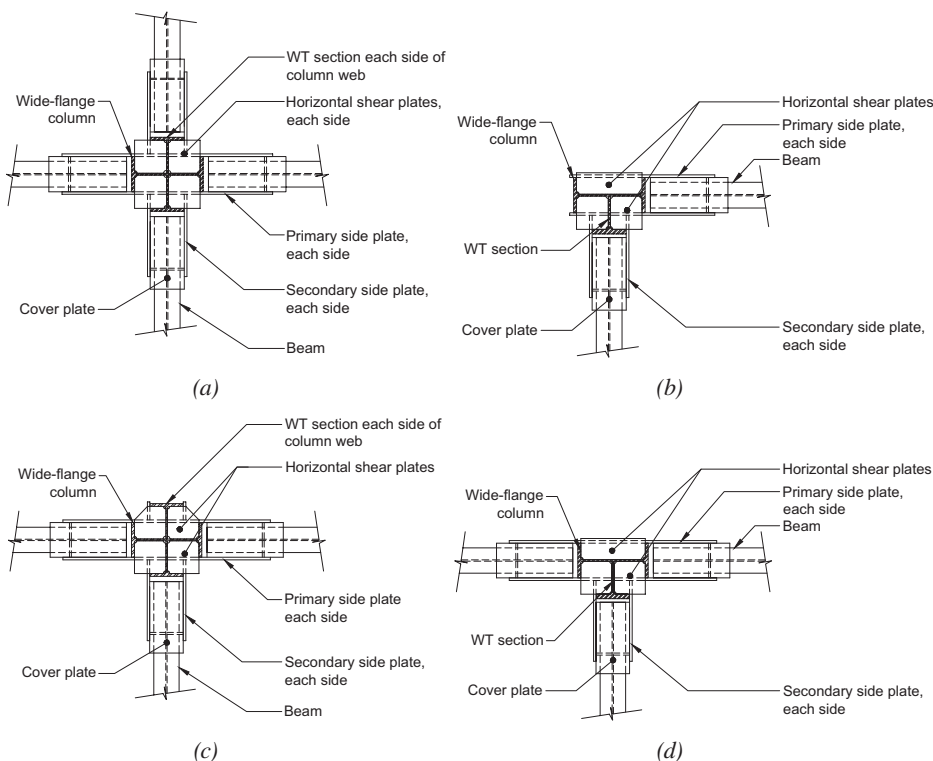 WT section each side of
column web
Wide-flange
column
Horizontal shear plates,
each side
Primary side plate,
each side
Secondary side plate,
each side
Cover plate
Beam
(a)
Horizontal shear plates
Wide-flange
column
Primary side plate,
each side
Beam
WT section
Cover plate
Secondary side plate,
each side
(b)
WT section each side of
column web
Wide-flange
column
Horizontal shear plates
Primary side plate
each side
Secondary side plate,
each side
Cover plate
Beam
(c)
Horizontal shear plates
Wide-flange
column
Primary side plate,
each side
Beam
WT section
Cover plate
Secondary side plate,
each side
(d)